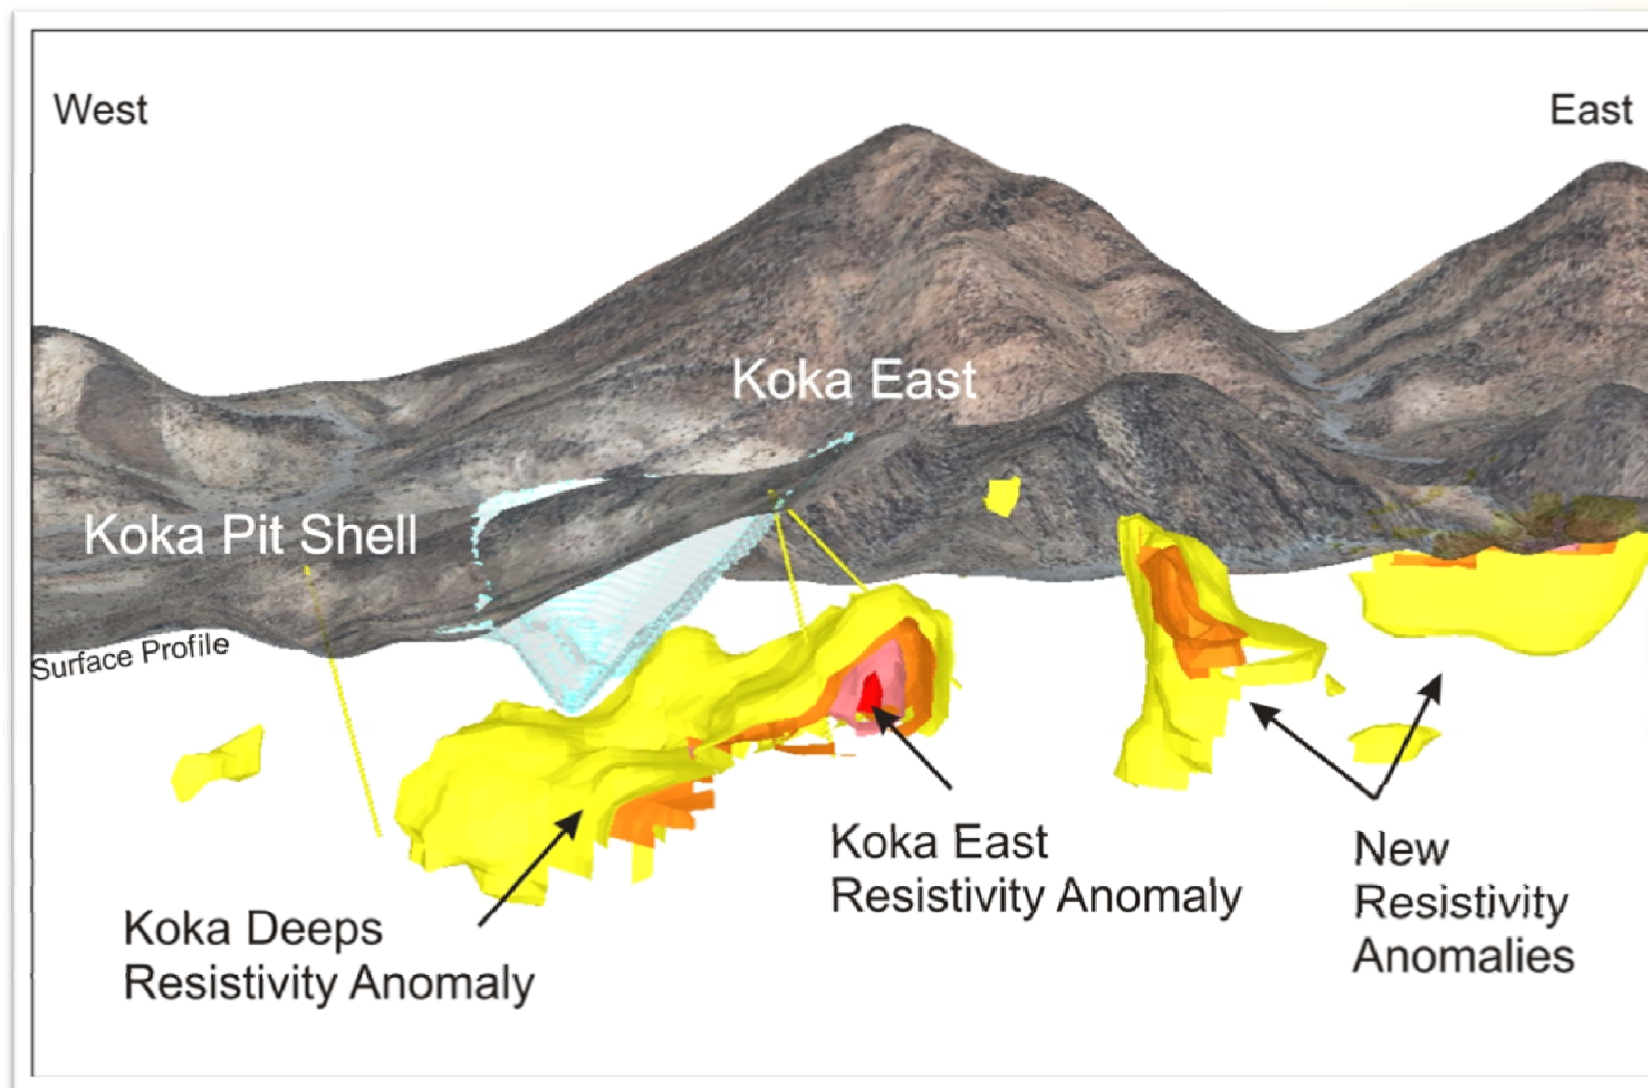 West
East
Koka East
Koka Pit Shell
Surface Profile
Koka East
Resistivity Anomaly
New
Resistivity
Anomalies
Koka Deeps
Resistivity Anomaly